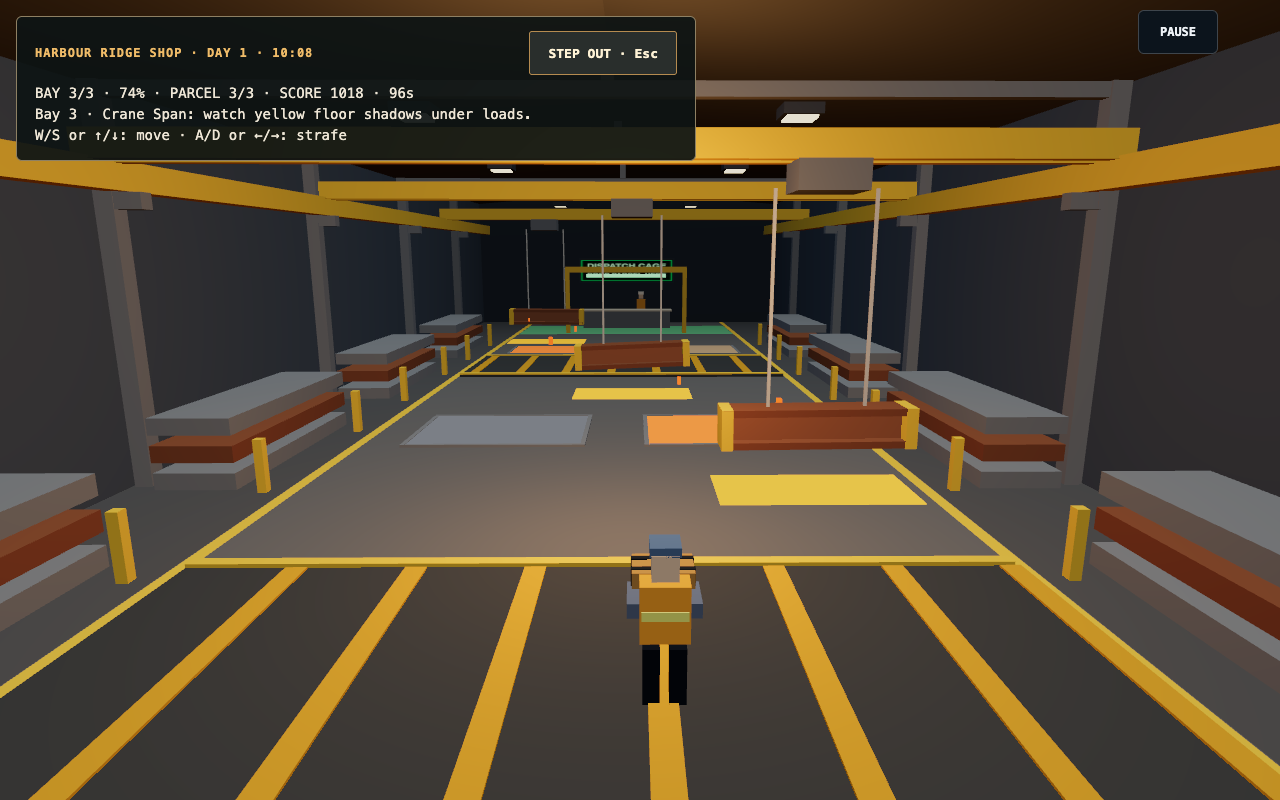 HARBOUR RIDGE SHOP · DAY 1 · 10:08
STEP OUT · Esc
BAY 3/3 · 74% · PARCEL 3/3 · SCORE 1018 · 96s
Bay 3 · Crane Span: watch yellow floor shadows under loads.
W/S or ↑/↓: move · A/D or ←/→: strafe
PAUSE
DISPATCH CAGE